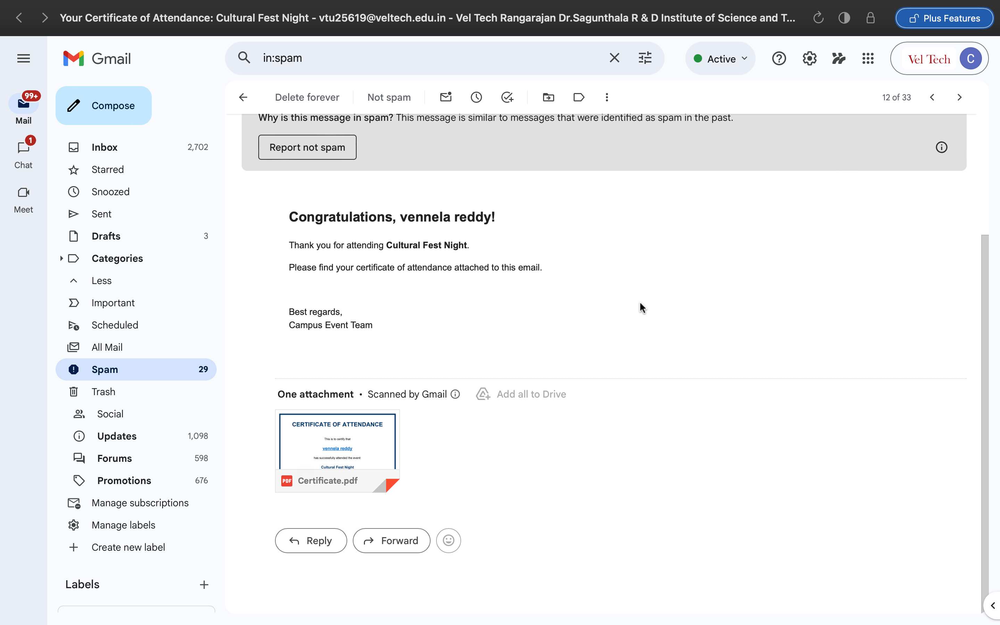 Your Certificate of Attendance: Cultural Fest Night - vtu25619@veltech.edu.in - Vel Tech Rangarajan Dr.Sagunthala R & D Institute of Science and T...
Plus Features
Gmail
in:spam
Active
Vel Tech
C
99+
Mail
1
Chat
Meet
Compose
Inbox 2,702
Starred
Snoozed
Sent
Drafts 3
Categories
Less
Important
Scheduled
All Mail
Spam 29
Trash
Social
Updates 1,098
Forums 598
Promotions 676
Manage subscriptions
Manage labels
Create new label
Labels
Delete forever
Not spam
12 of 33
Why is this message in spam? This message is similar to messages that were identified as spam in the past.
Report not spam
Congratulations, vennela reddy!
Thank you for attending Cultural Fest Night.
Please find your certificate of attendance attached to this email.
Best regards,
Campus Event Team
One attachment • Scanned by Gmail
Add all to Drive
CERTIFICATE OF ATTENDANCE
This is to certify that
vennela reddy
has successfully attended the event:
Cultural Fest Night
PDF Certificate.pdf
Reply
Forward